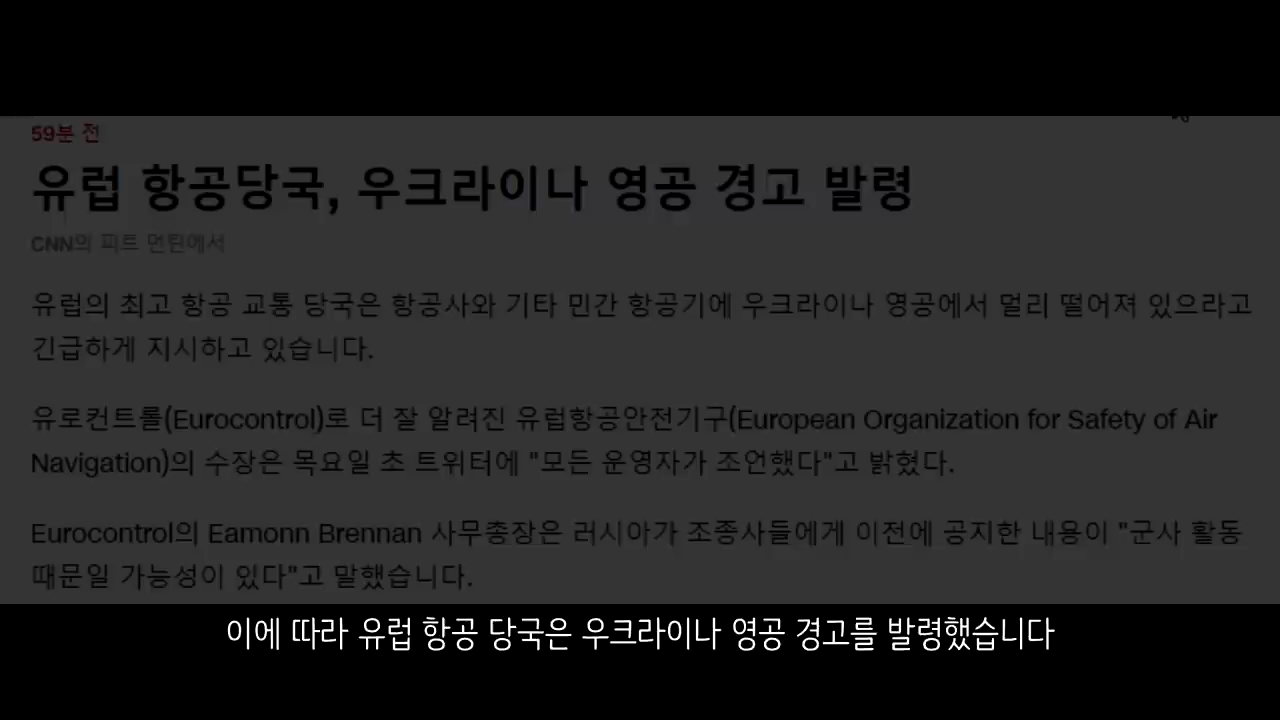 59분 전
유럽 항공당국, 우크라이나 영공 경고 발령
CNN의 피트 먼틴에서
유럽의 최고 항공 교통 당국은 항공사와 기타 민간 항공기에 우크라이나 영공에서 멀리 떨어져 있으라고
긴급하게 지시하고 있습니다.
유로컨트롤(Eurocontrol)로 더 잘 알려진 유럽항공안전기구(European Organization for Safety of Air
Navigation)의 수장은 목요일 초 트위터에 "모든 운영자가 조언했다"고 밝혔다.
Eurocontrol의 Eamonn Brennan 사무총장은 러시아가 조종사들에게 이전에 공지한 내용이 "군사 활동
때문일 가능성이 있다"고 말했습니다.
이에 따라 유럽 항공 당국은 우크라이나 영공 경고를 발령했습니다